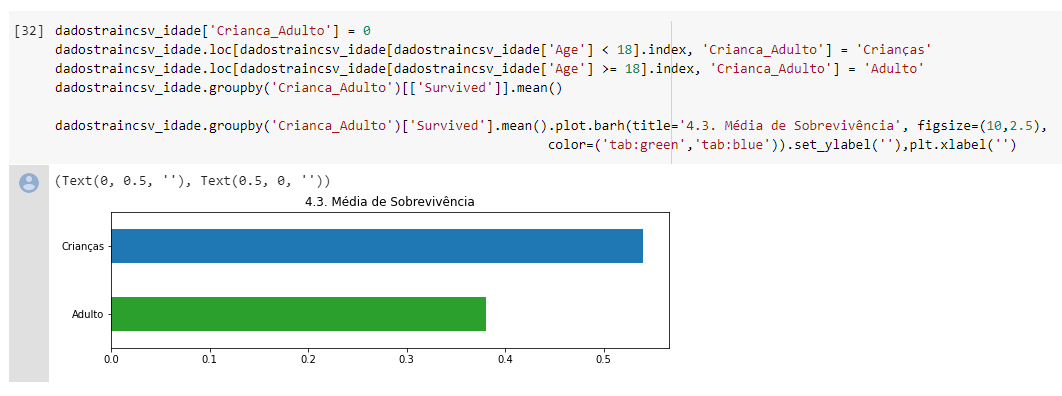 [32] dadostraincsv_idade['Crianca_Adulto'] = 0
dadostraincsv_idade.loc[dadostraincsv_idade[dadostraincsv_idade['Age'] < 18].index, 'Crianca_Adulto'] = 'Crianças'
dadostraincsv_idade.loc[dadostraincsv_idade[dadostraincsv_idade['Age'] >= 18].index, 'Crianca_Adulto'] = 'Adulto'
dadostraincsv_idade.groupby('Crianca_Adulto')[['Survived']].mean()
dadostraincsv_idade.groupby('Crianca_Adulto')['Survived'].mean().plot.barh(title='4.3. Média de Sobrevivência', figsize=(10,2.5),
color=('tab:green','tab:blue')).set_ylabel(''),plt.xlabel('')
(Text(0, 0.5, ''), Text(0.5, 0, ''))
4.3. Média de Sobrevivência
Crianças
Adulto
0.0 0.1 0.2 0.3 0.4 0.5